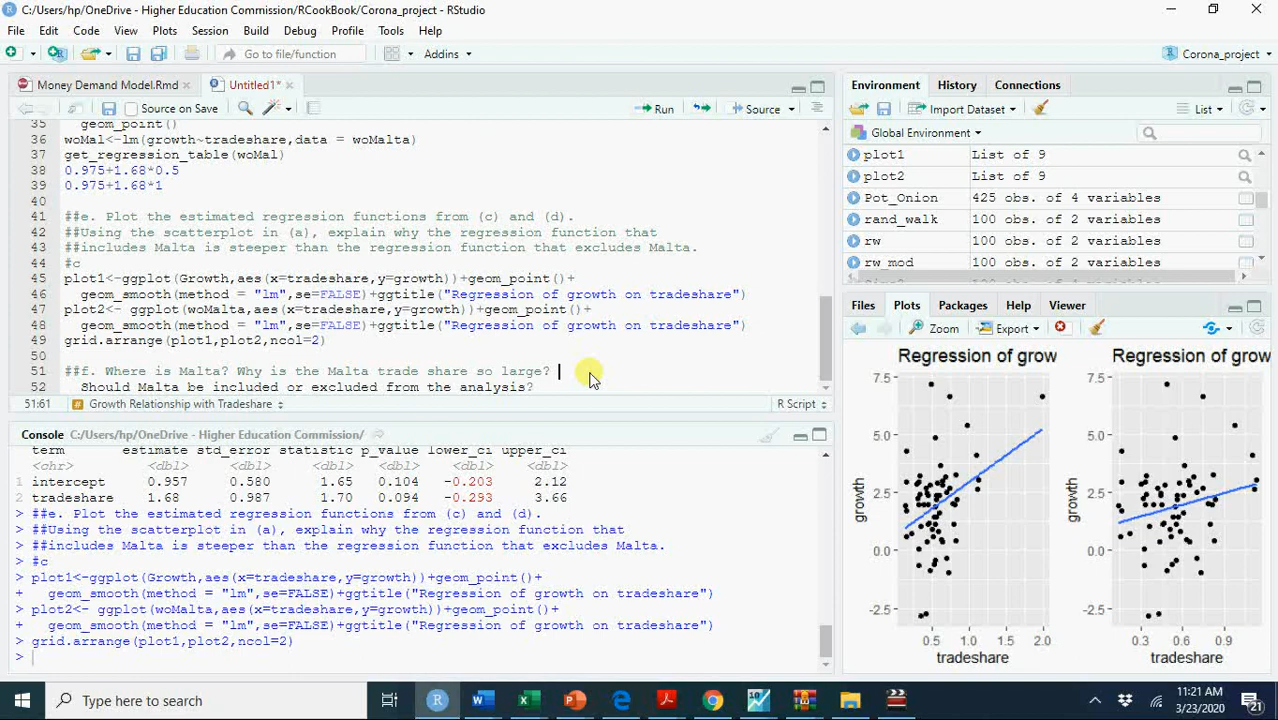 C:/Users/hp/OneDrive - Higher Education Commission/RCookBook/Corona_project - RStudio
File Edit Code View Plots Session Build Debug Profile Tools Help
Go to file/function Addins Corona_project
Money Demand Model.Rmd Untitled1*
Source on Save Run Source
35 geom_point()
36 woMal<-lm(growth~tradeshare,data = woMalta)
37 get_regression_table(woMal)
38 0.975+1.68*0.5
39 0.975+1.68*1
40
41 ##e. Plot the estimated regression functions from (c) and (d).
42 ##Using the scatterplot in (a), explain why the regression function that
43 ##includes Malta is steeper than the regression function that excludes Malta.
44 #c
45 plot1<-ggplot(Growth,aes(x=tradeshare,y=growth))+geom_point()+
46 geom_smooth(method = "lm",se=FALSE)+ggtitle("Regression of growth on tradeshare")
47 plot2<- ggplot(woMalta,aes(x=tradeshare,y=growth))+geom_point()+
48 geom_smooth(method = "lm",se=FALSE)+ggtitle("Regression of growth on tradeshare")
49 grid.arrange(plot1,plot2,ncol=2)
50
51 ##f. Where is Malta? Why is the Malta trade share so large?
52 Should Malta be included or excluded from the analysis?
51:61 Growth Relationship with Tradeshare R Script
Console C:/Users/hp/OneDrive - Higher Education Commission/
term estimate std_error statistic p_value lower_ci upper_ci
<chr> <dbl> <dbl> <dbl> <dbl> <dbl> <dbl>
1 intercept 0.957 0.580 1.65 0.104 -0.203 2.12
2 tradeshare 1.68 0.987 1.70 0.094 -0.293 3.66
> ##e. Plot the estimated regression functions from (c) and (d).
> ##Using the scatterplot in (a), explain why the regression function that
> ##includes Malta is steeper than the regression function that excludes Malta.
> #c
> plot1<-ggplot(Growth,aes(x=tradeshare,y=growth))+geom_point()+
+ geom_smooth(method = "lm",se=FALSE)+ggtitle("Regression of growth on tradeshare")
> plot2<- ggplot(woMalta,aes(x=tradeshare,y=growth))+geom_point()+
+ geom_smooth(method = "lm",se=FALSE)+ggtitle("Regression of growth on tradeshare")
> grid.arrange(plot1,plot2,ncol=2)
>
Environment History Connections
Import Dataset List
Global Environment
plot1 List of 9
plot2 List of 9
Pot_Onion 425 obs. of 4 variables
rand_walk 100 obs. of 2 variables
rw 100 obs. of 2 variables
rw_mod 100 obs. of 2 variables
Files Plots Packages Help Viewer
Zoom Export
Regression of grow
7.5
5.0
2.5
0.0
-2.5
growth
0.5 1.0 1.5 2.0
tradeshare
Regression of grow
7.5
5.0
2.5
0.0
-2.5
growth
0.3 0.6 0.9
tradeshare
Type here to search
11:21 AM
3/23/2020
21